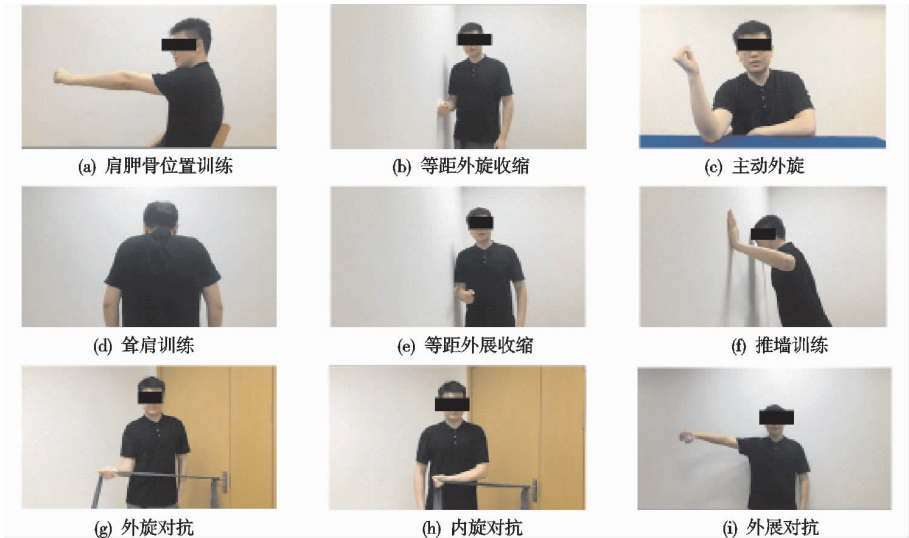 (a) 肩胛骨位置训练
(b) 等距外旋收缩
(c) 主动外旋
(d) 耸肩训练
(e) 等距外展收缩
(f) 推墙训练
(g) 外旋对抗
(h) 内旋对抗
(i) 外展对抗